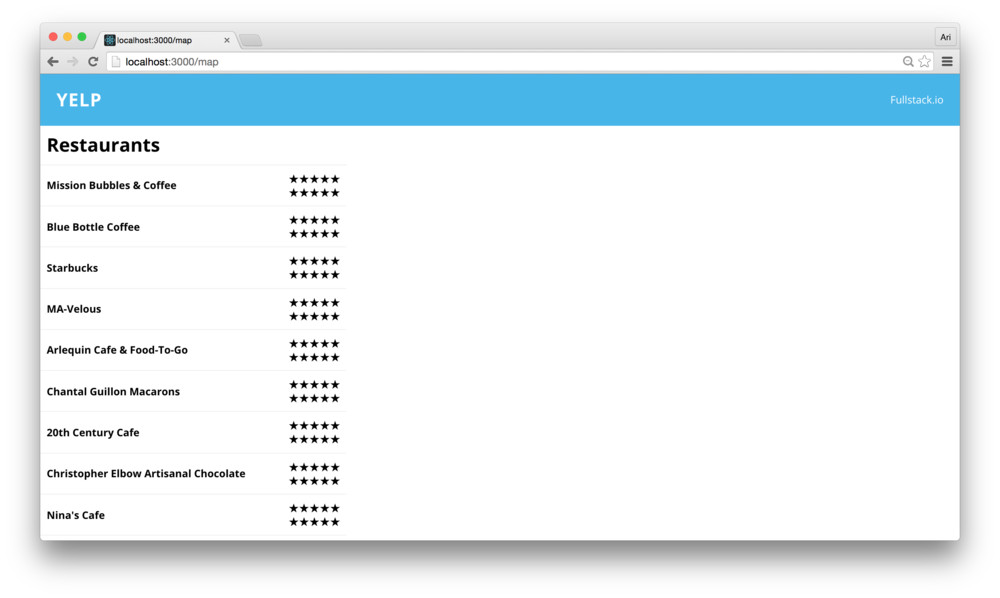 localhost:3000/map
Ari
localhost:3000/map
YELP
Fullstack.io
Restaurants
Mission Bubbles & Coffee
★★★★★
★★★★★
Blue Bottle Coffee
★★★★★
★★★★★
Starbucks
★★★★★
★★★★★
MA-Velous
★★★★★
★★★★★
Arlequin Cafe & Food-To-Go
★★★★★
★★★★★
Chantal Guillon Macarons
★★★★★
★★★★★
20th Century Cafe
★★★★★
★★★★★
Christopher Elbow Artisanal Chocolate
★★★★★
★★★★★
Nina's Cafe
★★★★★
★★★★★